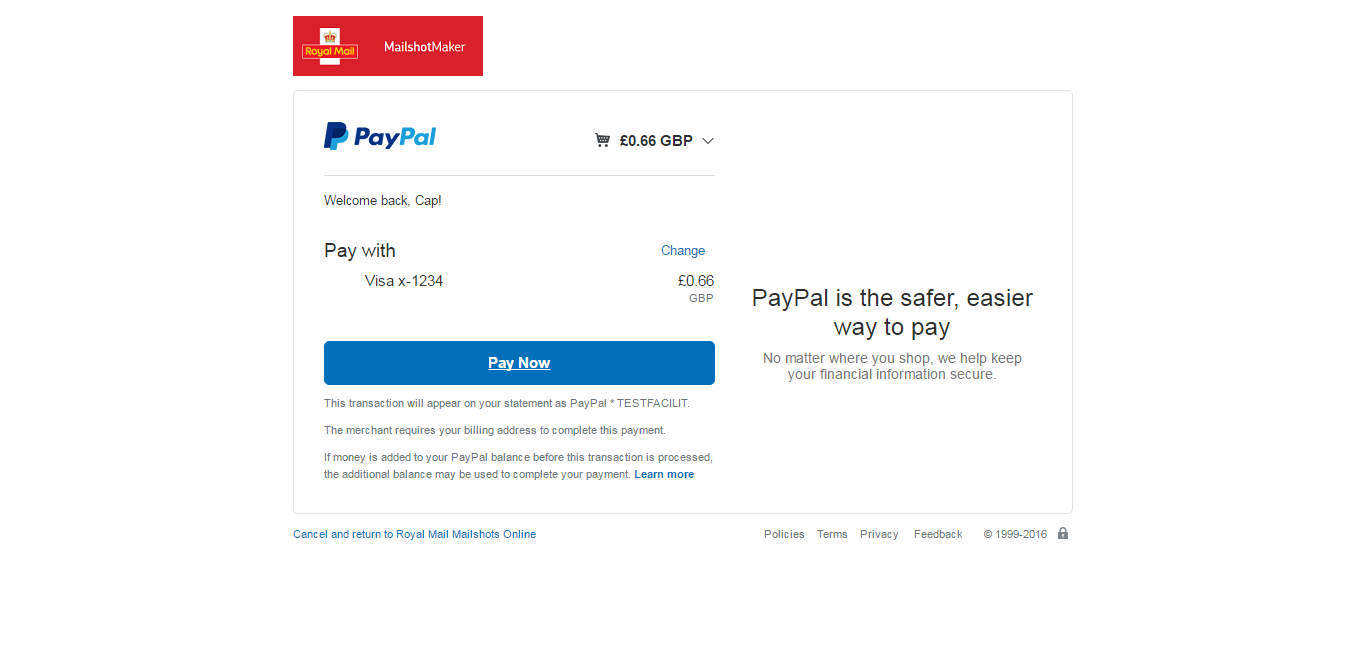 Royal Mail
MailshotMaker
PayPal
£0.66 GBP
Welcome back, Cap!
Pay with
Change
Visa x-1234
£0.66
GBP
Pay Now
This transaction will appear on your statement as PayPal * TESTFACILIT.
The merchant requires your billing address to complete this payment.
If money is added to your PayPal balance before this transaction is processed,
the additional balance may be used to complete your payment. Learn more
PayPal is the safer, easier
way to pay
No matter where you shop, we help keep
your financial information secure.
Cancel and return to Royal Mail Mailshots Online
Policies Terms Privacy Feedback © 1999-2016